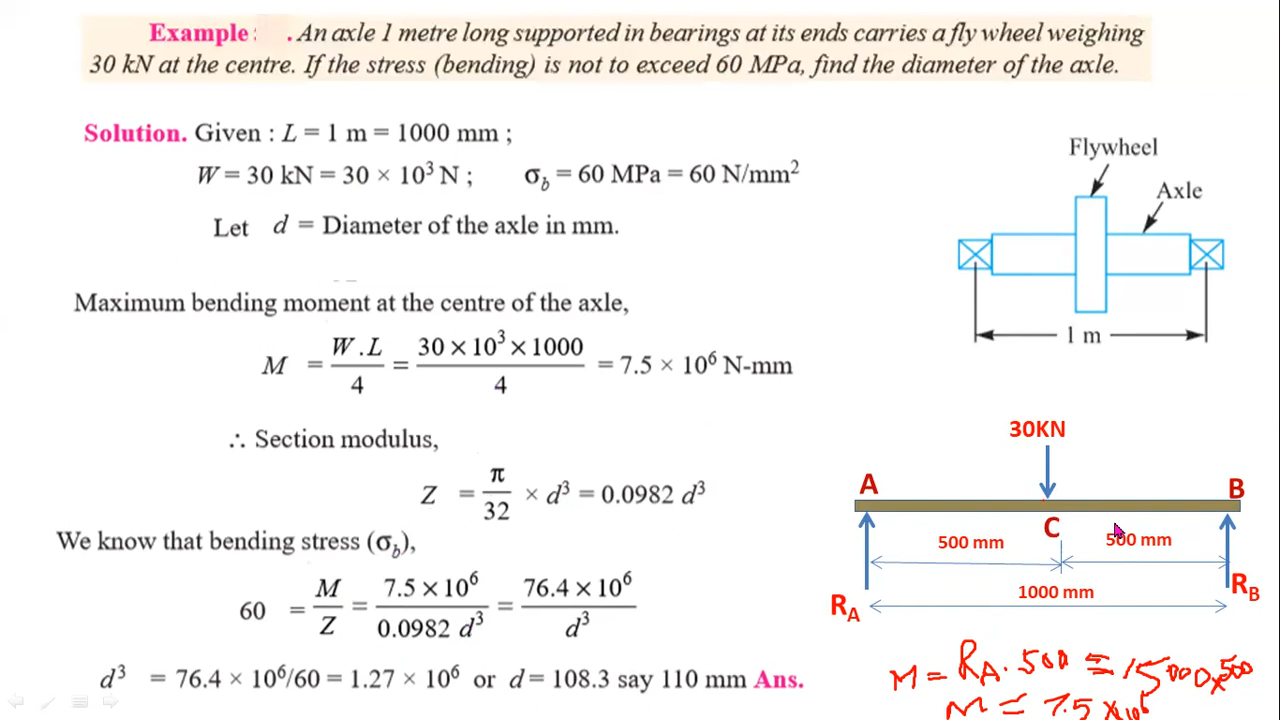 Example : . An axle 1 metre long supported in bearings at its ends carries a fly wheel weighing
30 kN at the centre. If the stress (bending) is not to exceed 60 MPa, find the diameter of the axle.
Solution. Given : L = 1 m = 1000 mm ;
W = 30 kN = 30 × 10³ N ; σ_b = 60 MPa = 60 N/mm²
Let d = Diameter of the axle in mm.
Maximum bending moment at the centre of the axle,
M = W . L / 4 = 30 × 10³ × 1000 / 4 = 7.5 × 10⁶ N-mm
∴ Section modulus,
Z = π / 32 × d³ = 0.0982 d³
We know that bending stress (σ_b),
60 = M / Z = 7.5 × 10⁶ / 0.0982 d³ = 76.4 × 10⁶ / d³
d³ = 76.4 × 10⁶/60 = 1.27 × 10⁶ or d = 108.3 say 110 mm Ans.
Flywheel
Axle
1 m
30KN
A
B
C
500 mm
500 mm
1000 mm
R_A
R_B
M = R_A . 500 = 15000 × 500
M = 7.5 × 10⁶